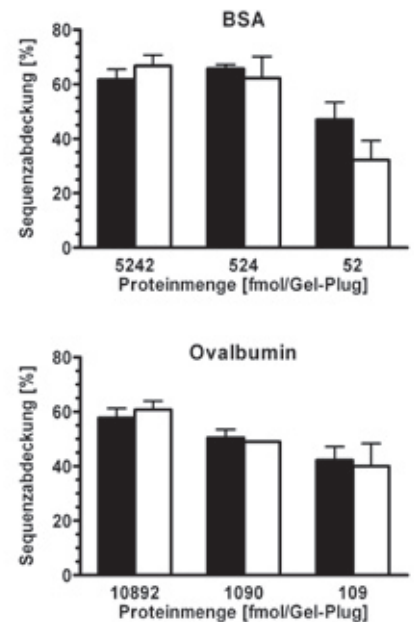 BSA
Sequenzabdeckung [%]
80
60
40
20
0
5242 524 52
Proteinmenge [fmol/Gel-Plug]
Ovalbumin
Sequenzabdeckung [%]
80
60
40
20
0
10892 1090 109
Proteinmenge [fmol/Gel-Plug]